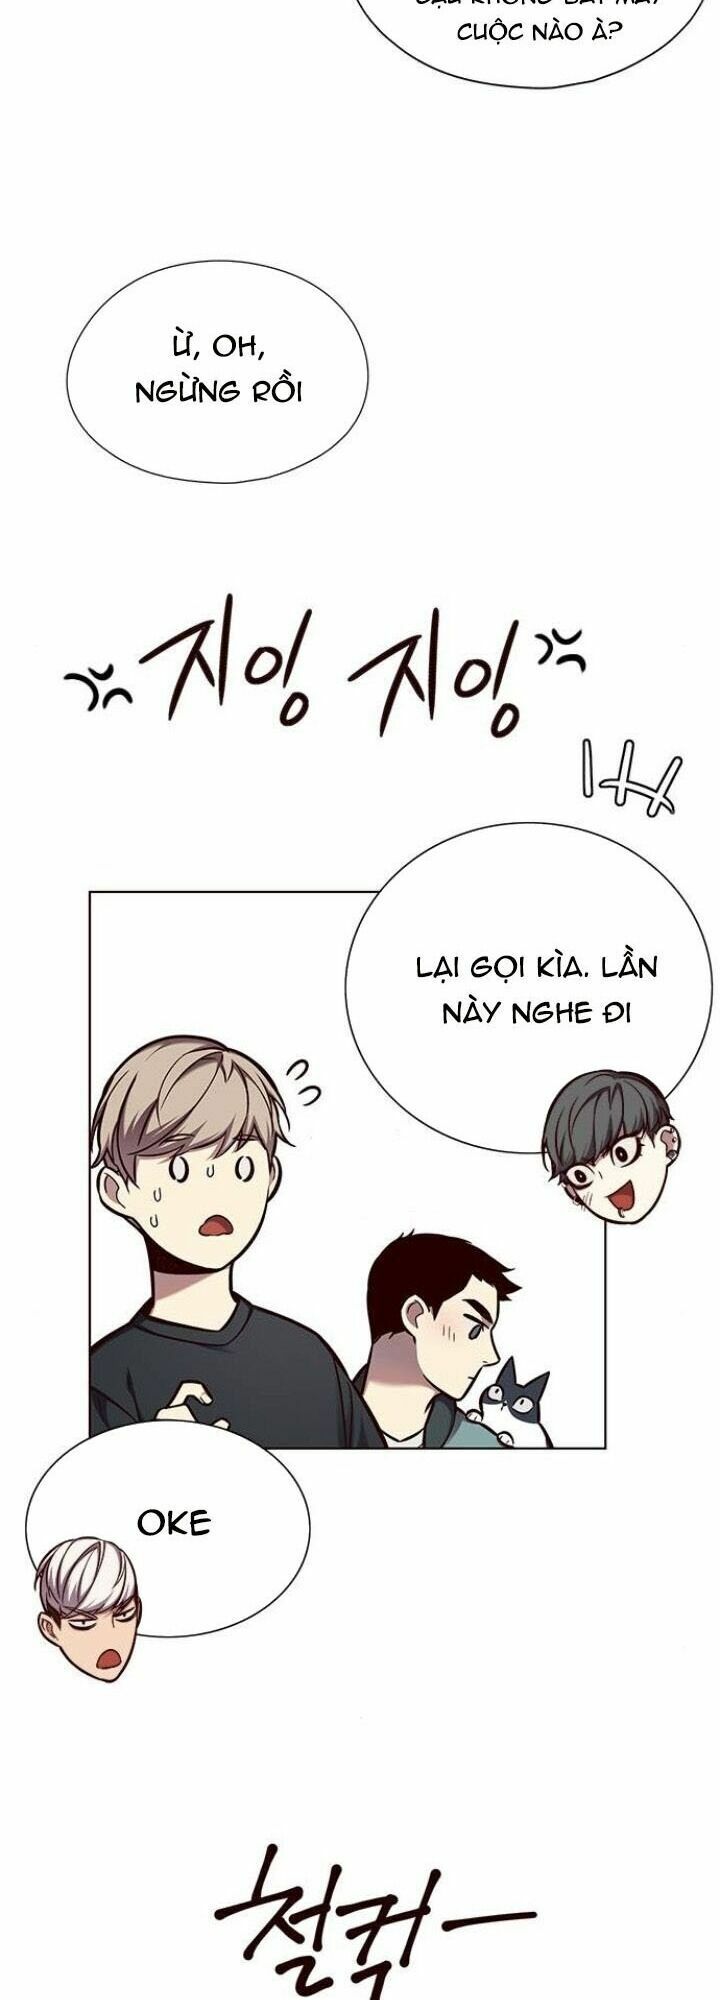 CUỘC NÀO À?
Ừ, OH,
NGỪNG RỒI
지잉 지잉
LẠI GỌI KÌA. LẦN
NÀY NGHE ĐI
OKE
철컥